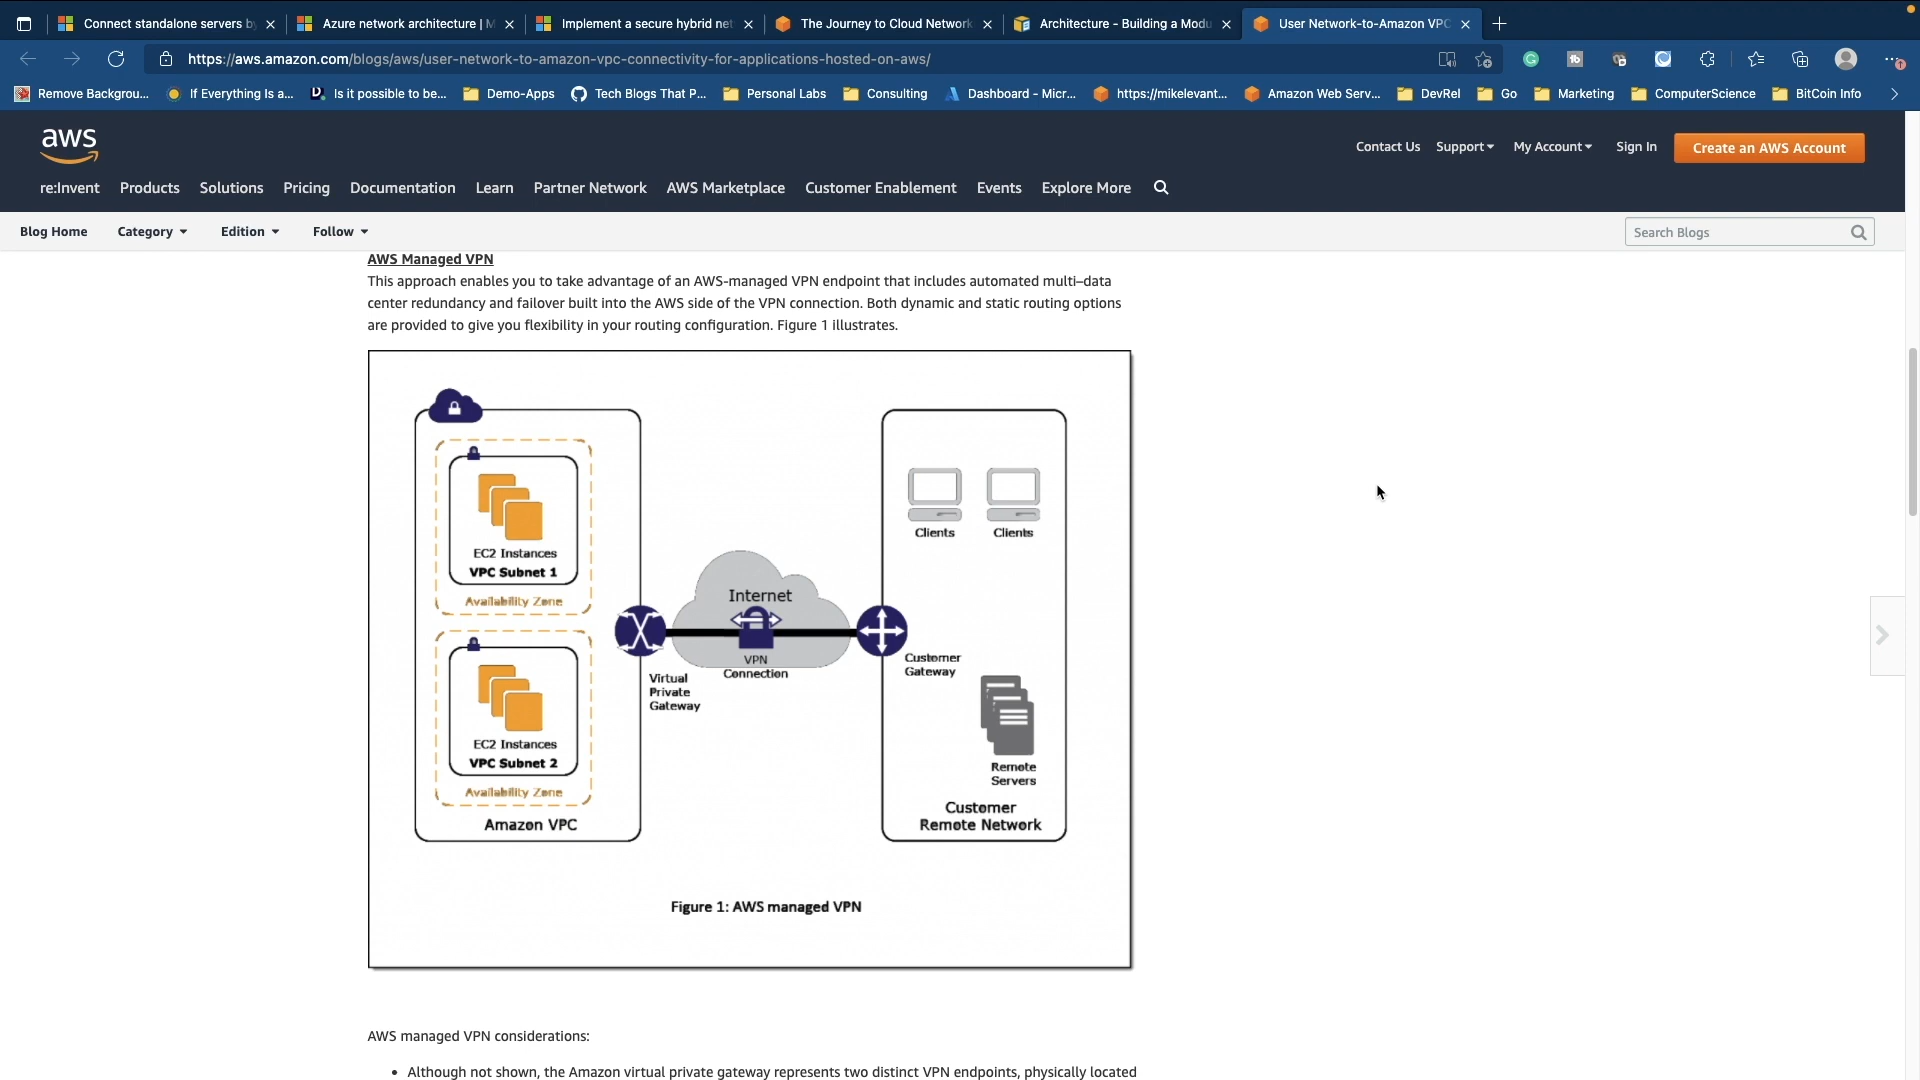 Connect standalone servers by
Azure network architecture | M
Implement a secure hybrid net
The Journey to Cloud Network
Architecture - Building a Modu
User Network-to-Amazon VPC
https://aws.amazon.com/blogs/aws/user-network-to-amazon-vpc-connectivity-for-applications-hosted-on-aws/
Remove Backgrou...
If Everything Is a...
Is it possible to be...
Demo-Apps
Tech Blogs That P...
Personal Labs
Consulting
Dashboard - Micr...
https://mikelevant...
Amazon Web Serv...
DevRel
Go
Marketing
ComputerScience
BitCoin Info
aws
Contact Us
Support
My Account
Sign In
Create an AWS Account
re:Invent
Products
Solutions
Pricing
Documentation
Learn
Partner Network
AWS Marketplace
Customer Enablement
Events
Explore More
Blog Home
Category
Edition
Follow
Search Blogs
AWS Managed VPN
This approach enables you to take advantage of an AWS-managed VPN endpoint that includes automated multi–data
center redundancy and failover built into the AWS side of the VPN connection. Both dynamic and static routing options
are provided to give you flexibility in your routing configuration. Figure 1 illustrates.
EC2 Instances
VPC Subnet 1
Availability Zone
EC2 Instances
VPC Subnet 2
Availability Zone
Amazon VPC
Virtual
Private
Gateway
Internet
VPN
Connection
Customer
Gateway
Clients
Clients
Remote
Servers
Customer
Remote Network
Figure 1: AWS managed VPN
AWS managed VPN considerations:
• Although not shown, the Amazon virtual private gateway represents two distinct VPN endpoints, physically located